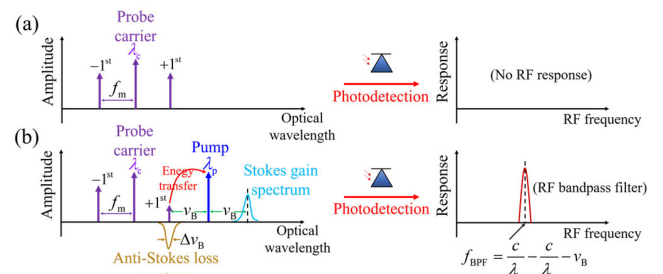 (a)
Probe
carrier
λc
−1st
+1st
fm
Amplitude
Optical
wavelength
Photodetection
Response
(No RF response)
RF frequency
(b)
Probe
carrier
λc
−1st
+1st
fm
Enegy
transfer
Pump
λp
Stokes gain
spectrum
νB
νB
ΔνB
Anti-Stokes loss
Amplitude
Optical
wavelength
Photodetection
Response
(RF bandpass filter)
RF frequency
fBPF = c/λ − c/λ − νB